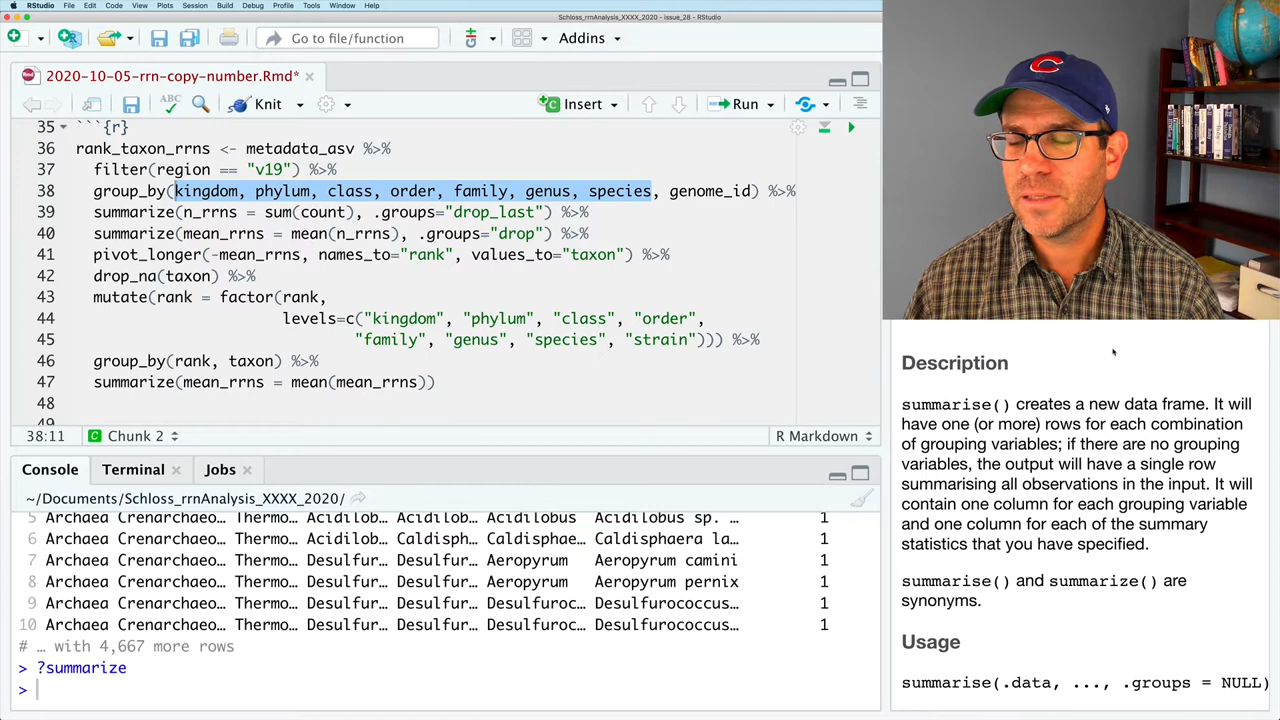 RStudio File Edit Code View Plots Session Build Debug Profile Tools Window Help
Schloss_rrnAnalysis_XXXX_2020 - issue_28 - RStudio
Go to file/function Addins
2020-10-05-rrn-copy-number.Rmd*
ABC Knit Insert Run
35 ```{r}
36 rank_taxon_rrns <- metadata_asv %>%
37 filter(region == "v19") %>%
38 group_by(kingdom, phylum, class, order, family, genus, species, genome_id) %>%
39 summarize(n_rrns = sum(count), .groups="drop_last") %>%
40 summarize(mean_rrns = mean(n_rrns), .groups="drop") %>%
41 pivot_longer(-mean_rrns, names_to="rank", values_to="taxon") %>%
42 drop_na(taxon) %>%
43 mutate(rank = factor(rank,
44 levels=c("kingdom", "phylum", "class", "order",
45 "family", "genus", "species", "strain"))) %>%
46 group_by(rank, taxon) %>%
47 summarize(mean_rrns = mean(mean_rrns))
48
49
38:11 Chunk 2 R Markdown
Console Terminal Jobs
~/Documents/Schloss_rrnAnalysis_XXXX_2020/
5 Archaea Crenarchaeo… Thermo… Acidilob… Acidilob… Acidilobus Acidilobus sp. … 1
6 Archaea Crenarchaeo… Thermo… Acidilob… Caldisph… Caldisphae… Caldisphaera la… 1
7 Archaea Crenarchaeo… Thermo… Desulfur… Desulfur… Aeropyrum Aeropyrum camini 1
8 Archaea Crenarchaeo… Thermo… Desulfur… Desulfur… Aeropyrum Aeropyrum pernix 1
9 Archaea Crenarchaeo… Thermo… Desulfur… Desulfur… Desulfuroc… Desulfurococcus… 1
10 Archaea Crenarchaeo… Thermo… Desulfur… Desulfur… Desulfuroc… Desulfurococcus… 1
# … with 4,667 more rows
> ?summarize
>
Description
summarise() creates a new data frame. It will
have one (or more) rows for each combination
of grouping variables; if there are no grouping
variables, the output will have a single row
summarising all observations in the input. It will
contain one column for each grouping variable
and one column for each of the summary
statistics that you have specified.
summarise() and summarize() are
synonyms.
Usage
summarise(.data, ..., .groups = NULL)